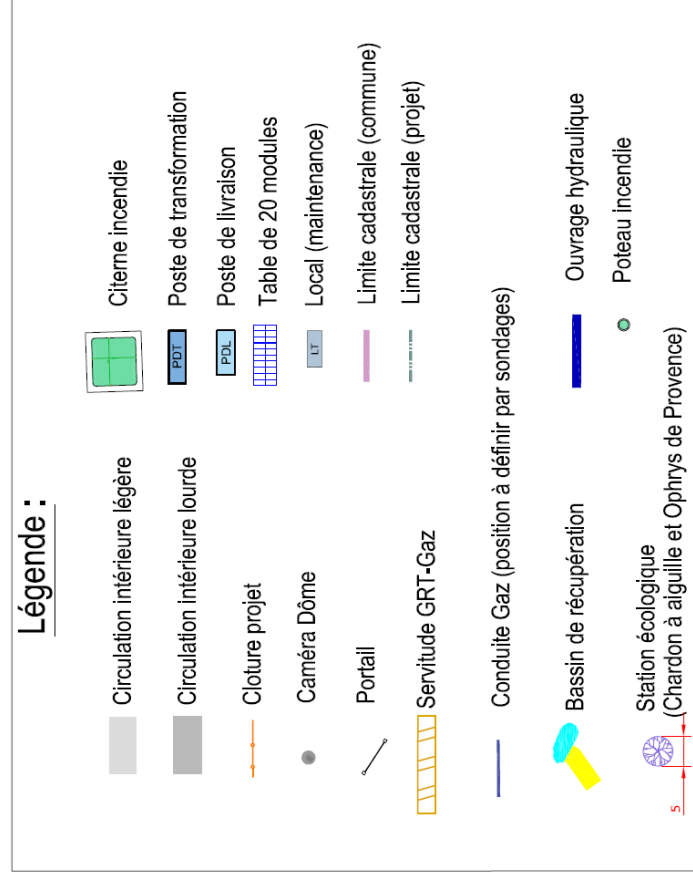 Légende :
Circulation intérieure légère
Circulation intérieure lourde
Cloture projet
Caméra Dôme
Portail
Servitude GRT-Gaz
Conduite Gaz (position à définir par sondages)
Bassin de récupération
Station écologique
(Chardon à aiguille et Ophrys de Provence)
5
Citerne incendie
PDT
Poste de transformation
PDL
Poste de livraison
Table de 20 modules
LT
Local (maintenance)
Limite cadastrale (commune)
Limite cadastrale (projet)
Ouvrage hydraulique
Poteau incendie